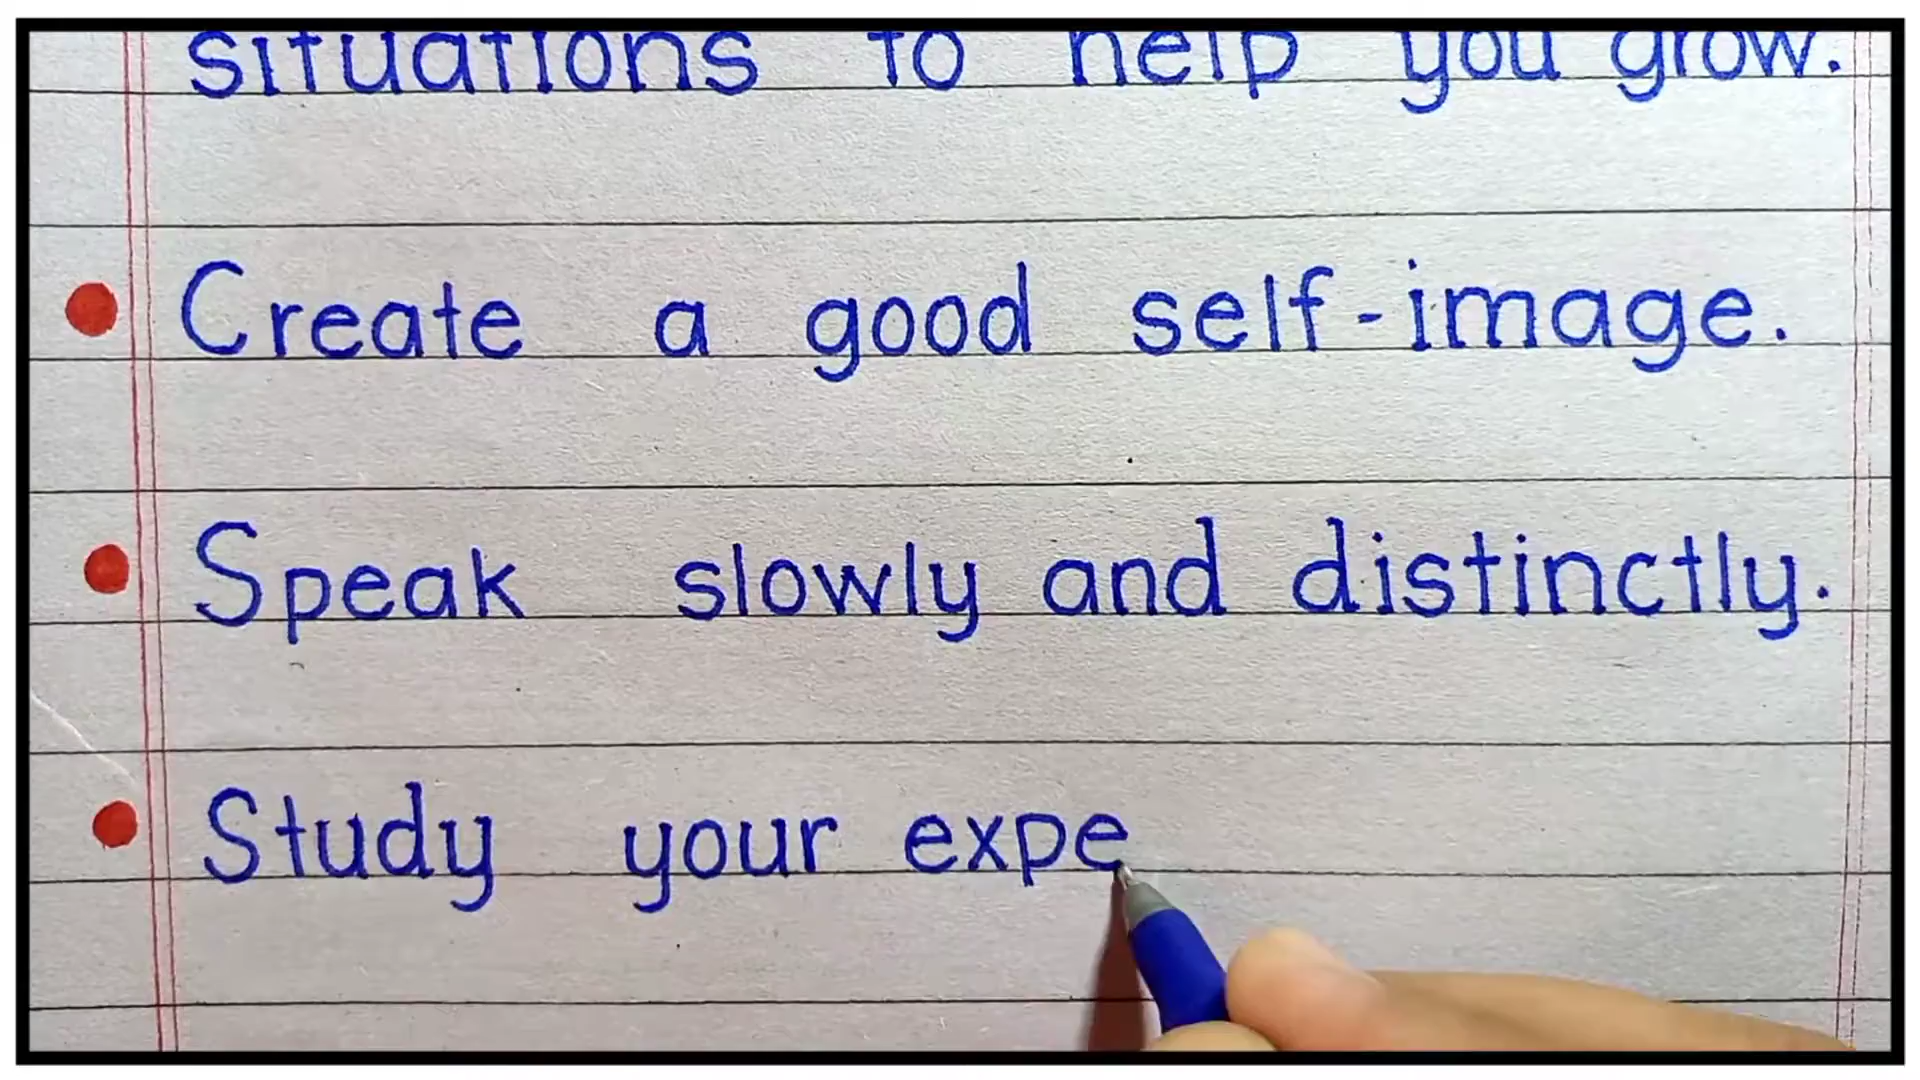 situations to help you grow.
Create a good self-image.
Speak slowly and distinctly.
Study your expe